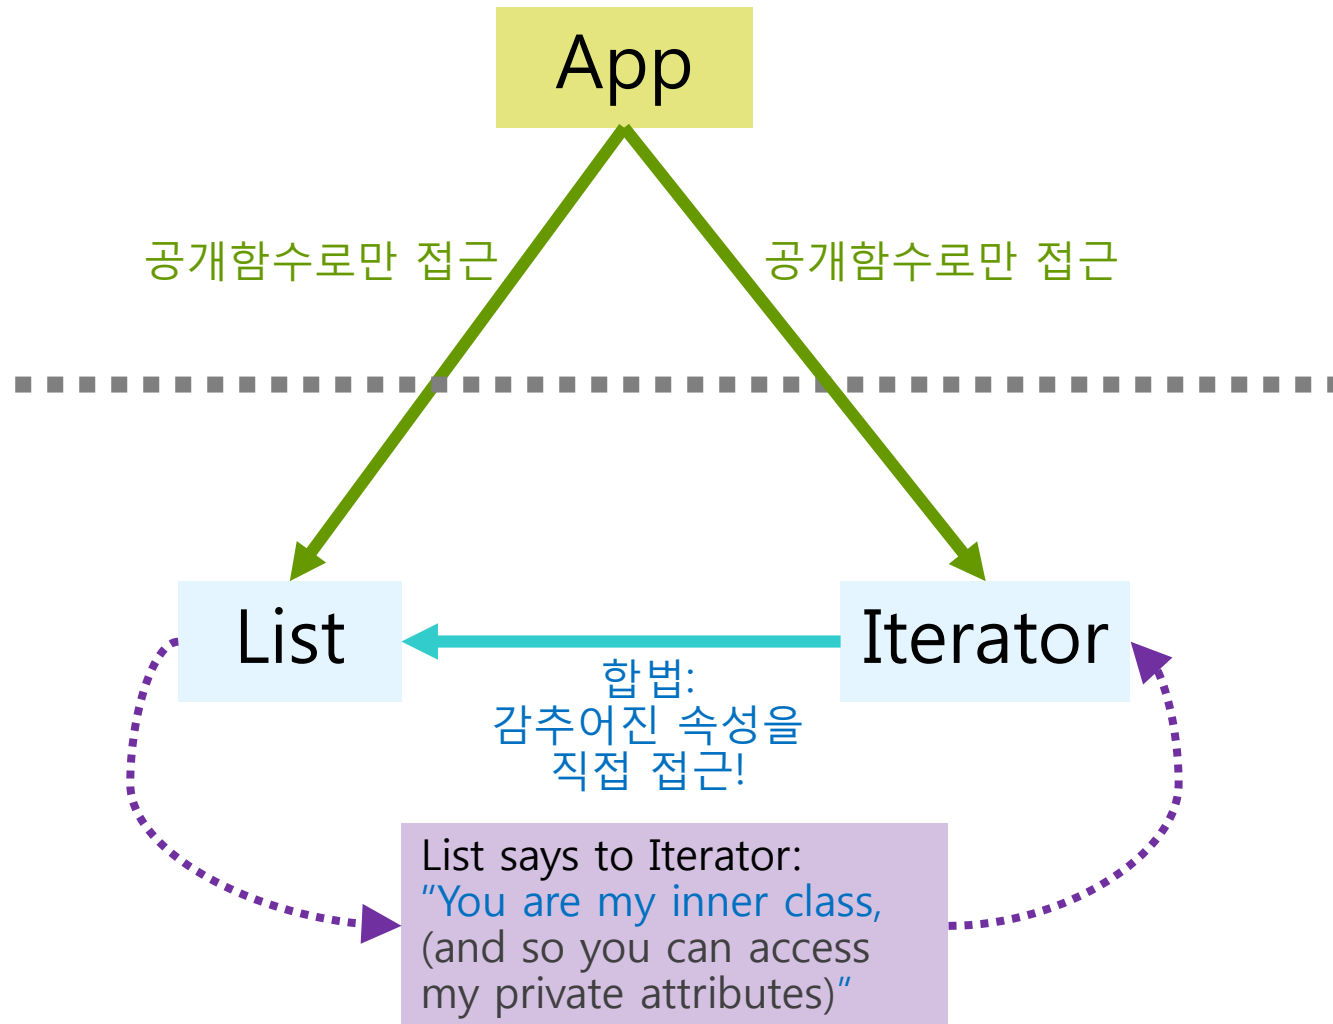 App
공개함수로만 접근
공개함수로만 접근
List
Iterator
합법:
감추어진 속성을
직접 접근!
List says to Iterator:
"You are my inner class,
(and so you can access
my private attributes)"